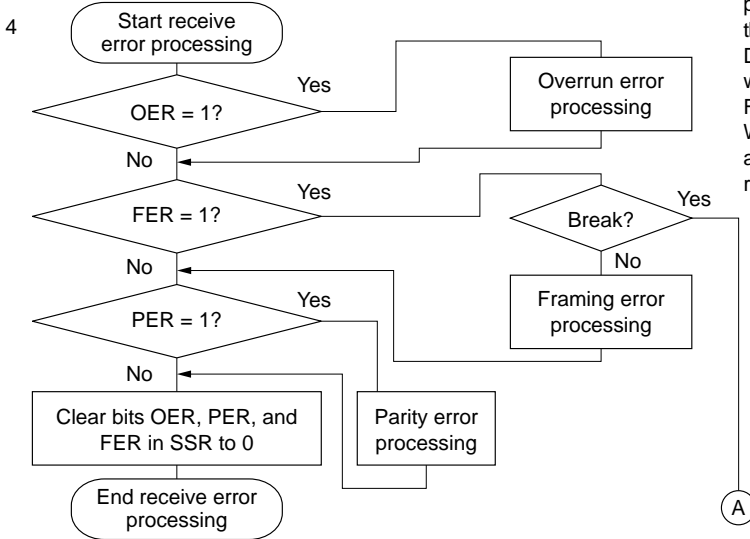 4
Start receive
error processing
OER = 1?
Yes
No
Overrun error
processing
FER = 1?
Yes
No
Break?
Yes
No
Framing error
processing
PER = 1?
Yes
No
Parity error
processing
Clear bits OER, PER, and
FER in SSR to 0
End receive error
processing
A